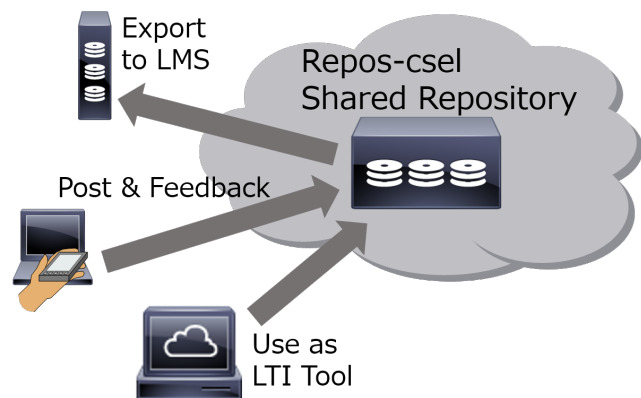 Export
to LMS
Repos-csel
Shared Repository
Post & Feedback
Use as
LTI Tool